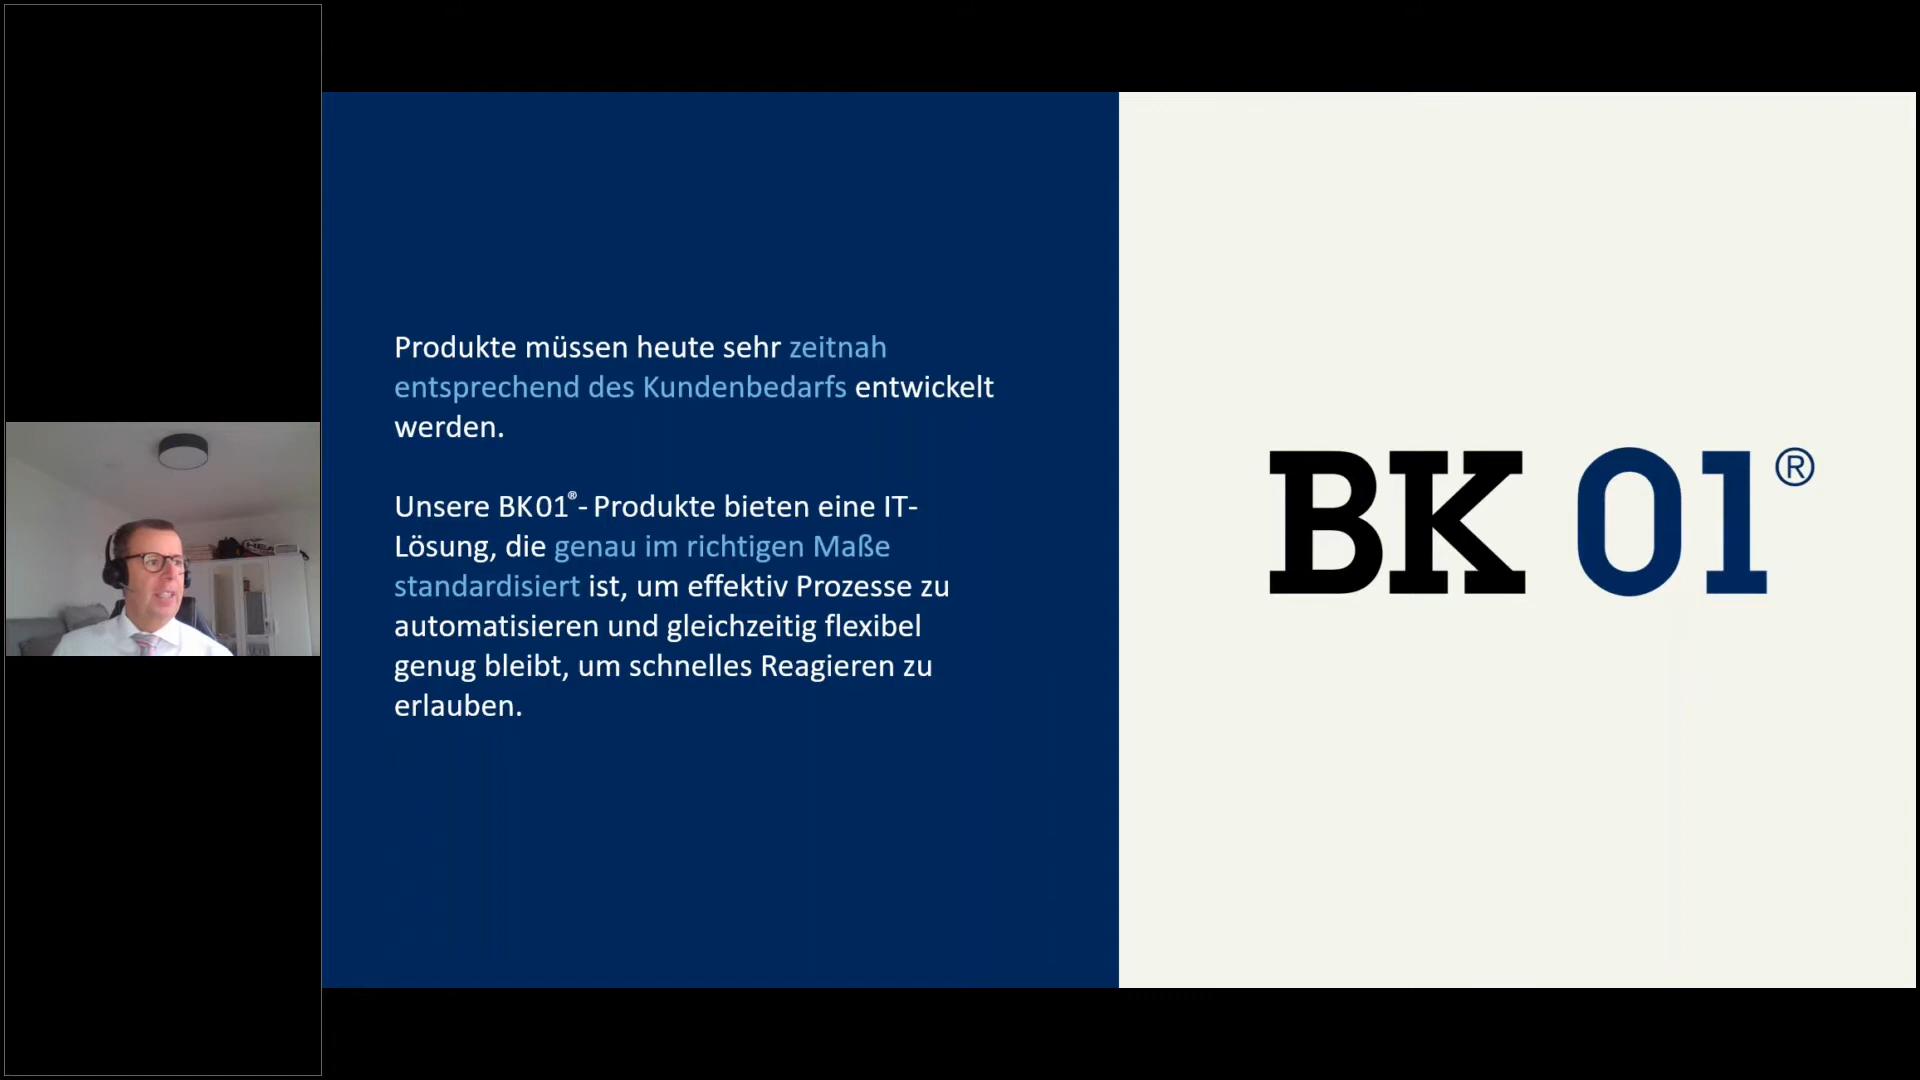 Produkte müssen heute sehr zeitnah
entsprechend des Kundenbedarfs entwickelt
werden.
Unsere BK01®-Produkte bieten eine IT-
Lösung, die genau im richtigen Maße
standardisiert ist, um effektiv Prozesse zu
automatisieren und gleichzeitig flexibel
genug bleibt, um schnelles Reagieren zu
erlauben.
BK 01®